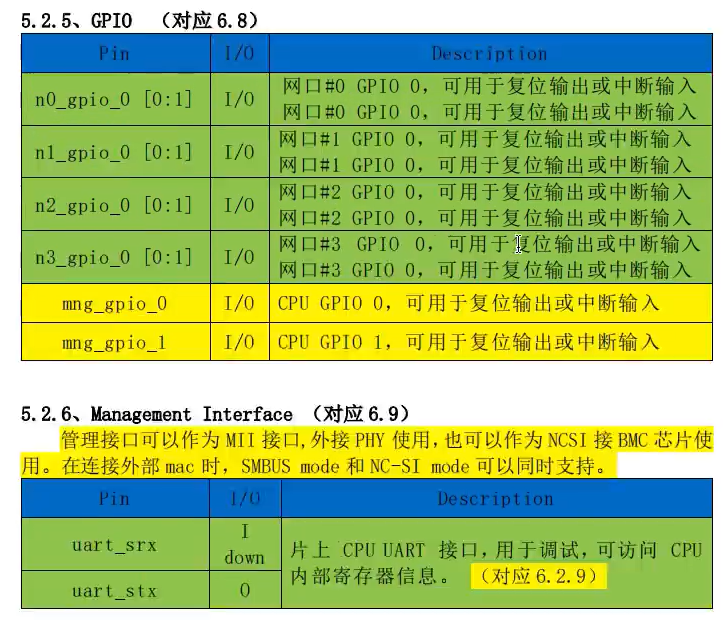 5.2.5、GPIO （对应 6.8）
Pin I/O Description
n0_gpio_0 [0:1] I/O 网口#0 GPIO 0，可用于复位输出或中断输入
网口#0 GPIO 0，可用于复位输出或中断输入
n1_gpio_0 [0:1] I/O 网口#1 GPIO 0，可用于复位输出或中断输入
网口#1 GPIO 0，可用于复位输出或中断输入
n2_gpio_0 [0:1] I/O 网口#2 GPIO 0，可用于复位输出或中断输入
网口#2 GPIO 0，可用于复位输出或中断输入
n3_gpio_0 [0:1] I/O 网口#3 GPIO 0，可用于复位输出或中断输入
网口#3 GPIO 0，可用于复位输出或中断输入
mng_gpio_0 I/O CPU GPIO 0，可用于复位输出或中断输入
mng_gpio_1 I/O CPU GPIO 1，可用于复位输出或中断输入
5.2.6、Management Interface （对应 6.9）
管理接口可以作为 MII 接口,外接 PHY 使用,也可以作为 NCSI 接 BMC 芯片使
用。在连接外部 mac 时，SMBUS mode 和 NC-SI mode 可以同时支持。
Pin I/O Description
uart_srx I down 片上 CPU UART 接口,用于调试,可访问 CPU
内部寄存器信息。 （对应 6.2.9）
uart_stx O